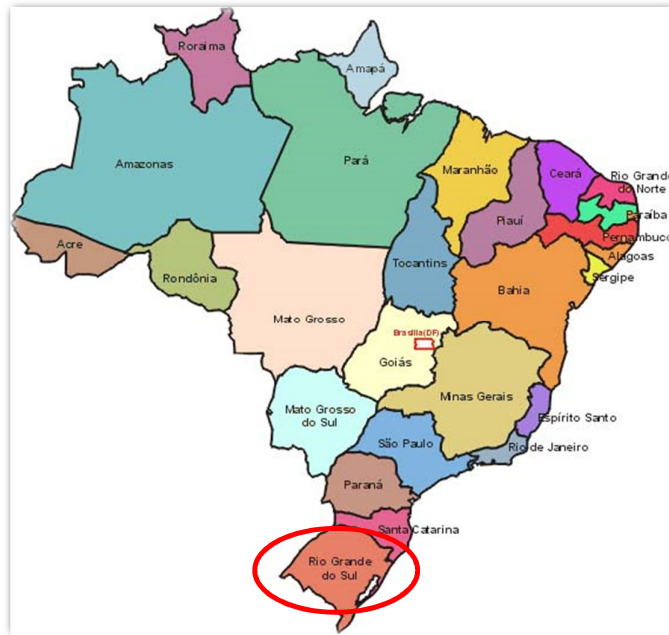 Roraima
Amapá
Amazonas
Pará
Maranhão
Ceará
Rio Grande
do Norte
Paraíba
Piauí
Pernambuco
Acre
Alagoas
Tocantins
Rondônia
Sergipe
Bahia
Mato Grosso
Brasília(DF)
Goiás
Minas Gerais
Mato Grosso
do Sul
Espírito Santo
São Paulo
Rio de Janeiro
Paraná
Santa Catarina
Rio Grande
do Sul